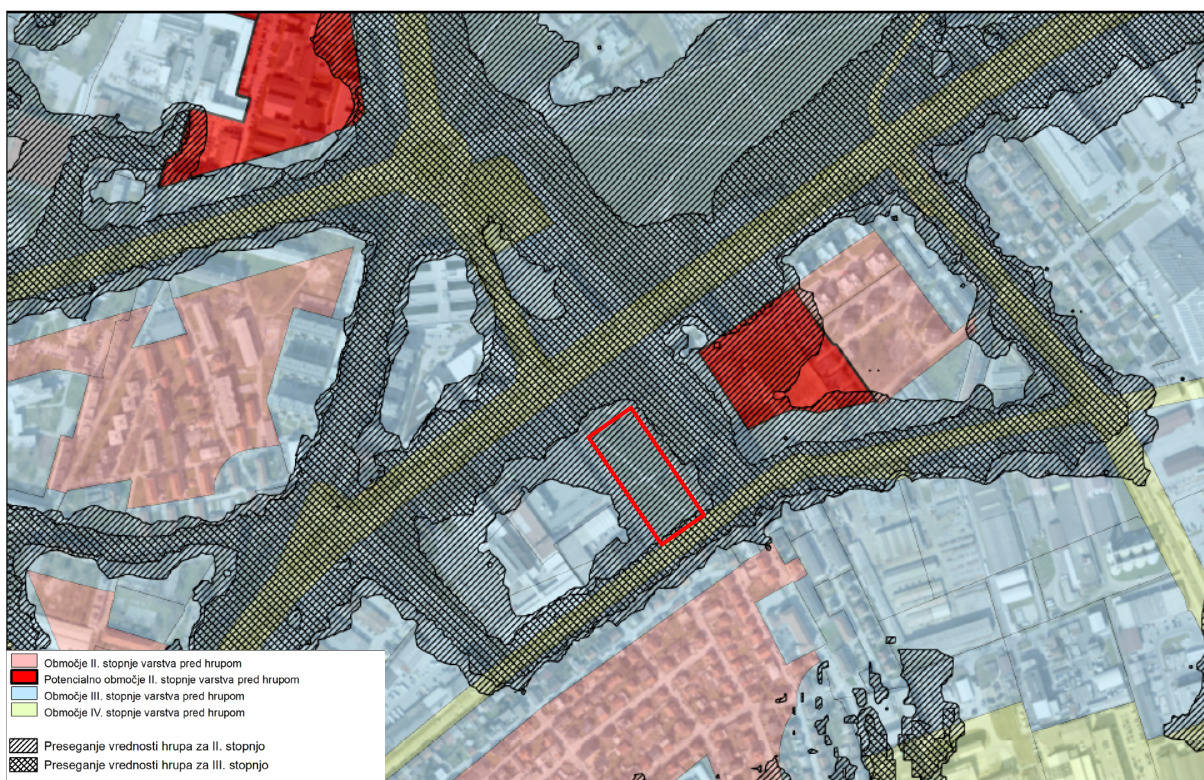 Območje II. stopnje varstva pred hrupom
Potencialno območje II. stopnje varstva pred hrupom
Območje III. stopnje varstva pred hrupom
Območje IV. stopnje varstva pred hrupom
Preseganje vrednosti hrupa za II. stopnjo
Preseganje vrednosti hrupa za III. stopnjo